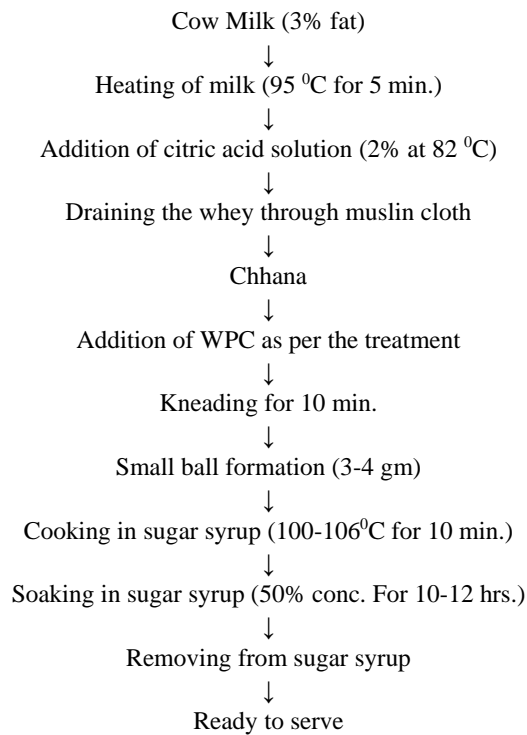 Cow Milk (3% fat)
↓
Heating of milk (95 ⁰C for 5 min.)
↓
Addition of citric acid solution (2% at 82 ⁰C)
↓
Draining the whey through muslin cloth
↓
Chhana
↓
Addition of WPC as per the treatment
↓
Kneading for 10 min.
↓
Small ball formation (3-4 gm)
↓
Cooking in sugar syrup (100-106⁰C for 10 min.)
↓
Soaking in sugar syrup (50% conc. For 10-12 hrs.)
↓
Removing from sugar syrup
↓
Ready to serve